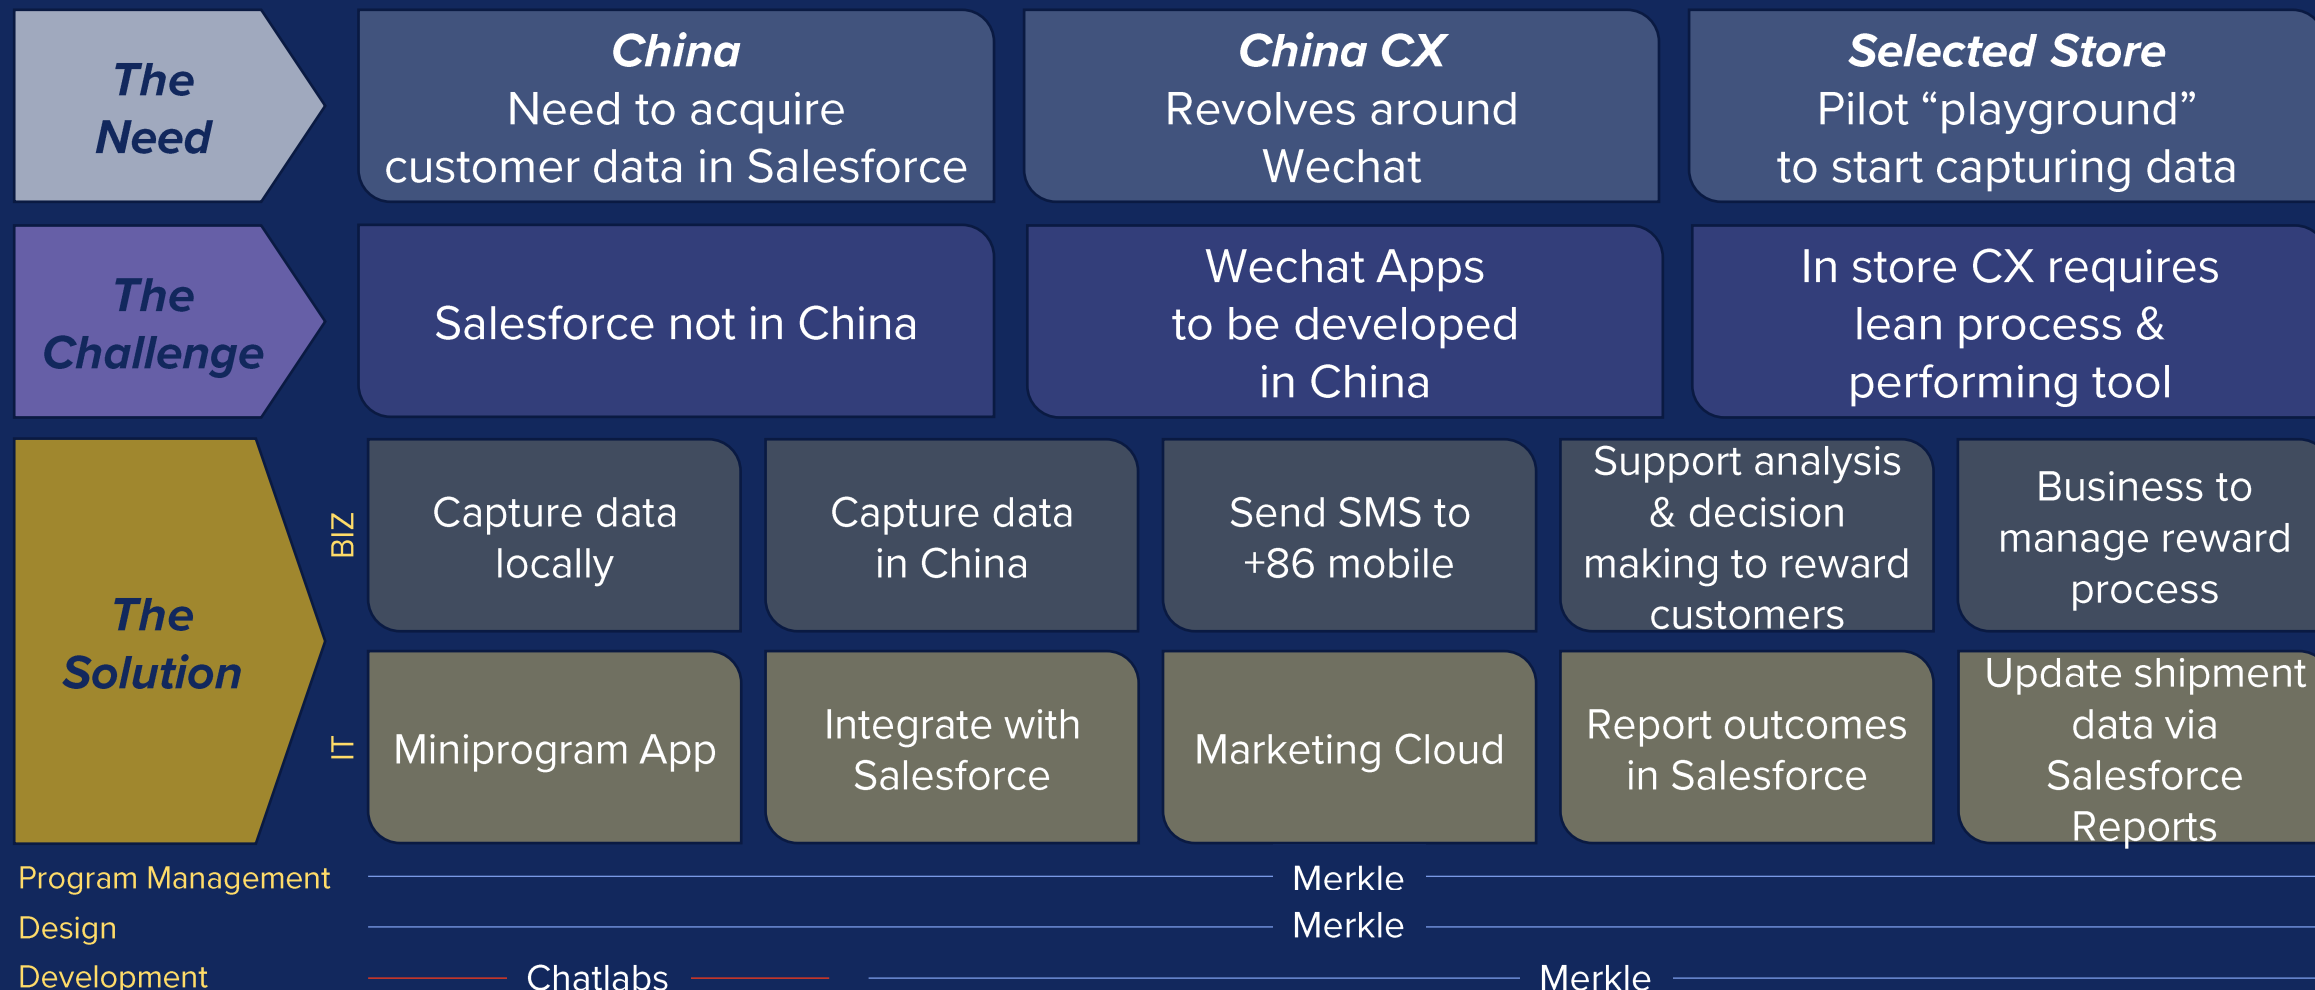 The
Need
China
Need to acquire
customer data in Salesforce
China CX
Revolves around
Wechat
Selected Store
Pilot “playground”
to start capturing data
The
Challenge
Salesforce not in China
Wechat Apps
to be developed
in China
In store CX requires
lean process &
performing tool
The
Solution
BIZ
Capture data
locally
Capture data
in China
Send SMS to
+86 mobile
Support analysis
& decision
making to reward
customers
Business to
manage reward
process
IT
Miniprogram App
Integrate with
Salesforce
Marketing Cloud
Report outcomes
in Salesforce
Update shipment
data via
Salesforce
Reports
Program Management
Merkle
Design
Merkle
Development
Chatlabs
Merkle